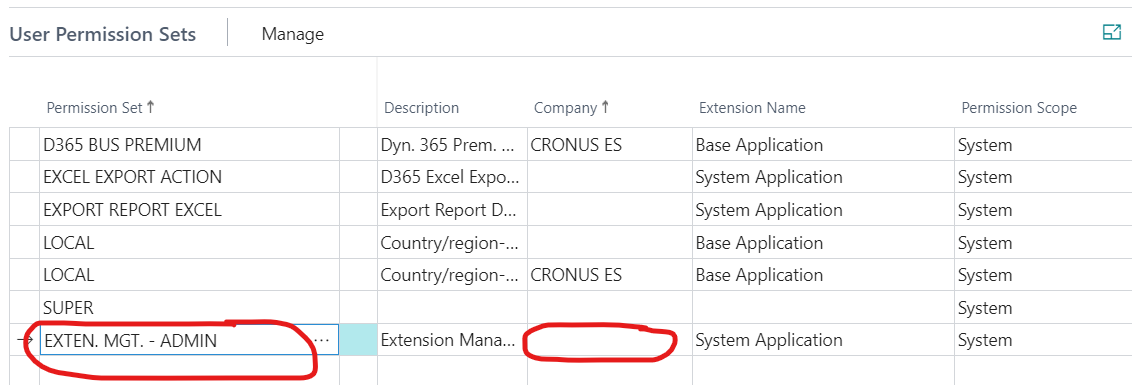 User Permission Sets Manage
Permission Set ↑ Description Company ↑ Extension Name Permission Scope
D365 BUS PREMIUM Dyn. 365 Prem. ... CRONUS ES Base Application System
EXCEL EXPORT ACTION D365 Excel Expo... System Application System
EXPORT REPORT EXCEL Export Report D... System Application System
LOCAL Country/region-... Base Application System
LOCAL Country/region-... CRONUS ES Base Application System
SUPER System
→ EXTEN. MGT. - ADMIN ... Extension Mana... System Application System